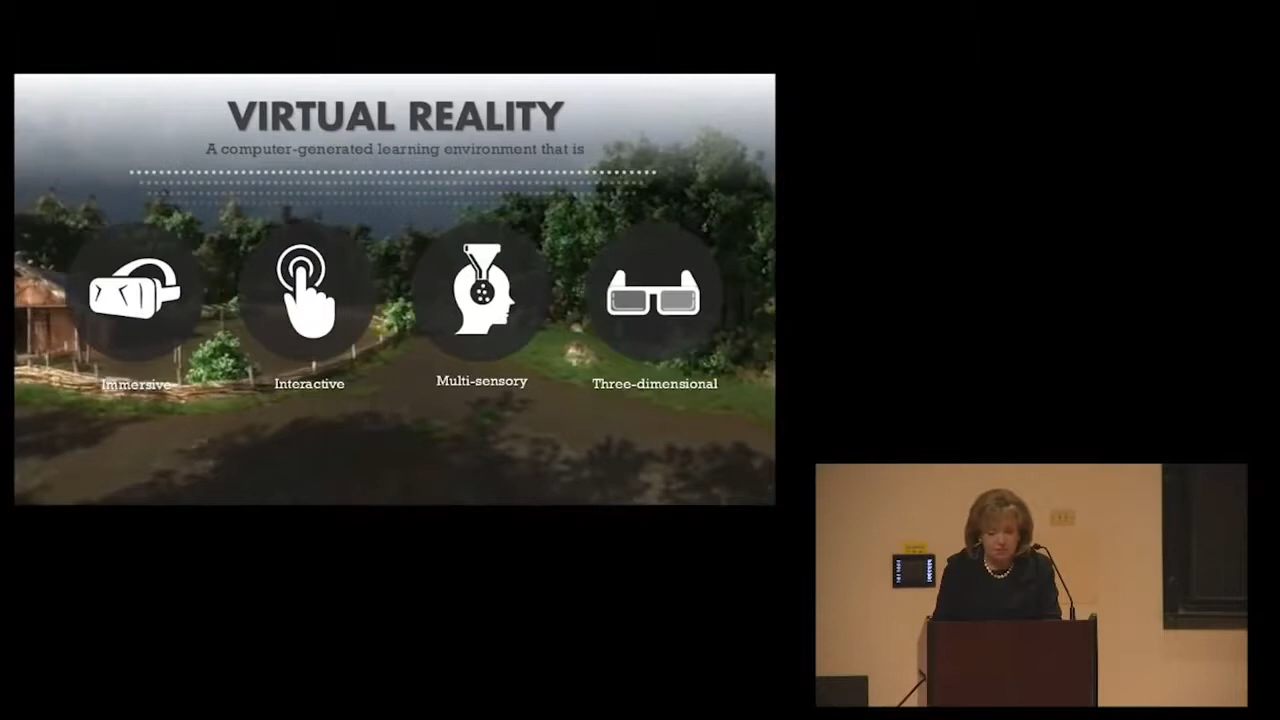 VIRTUAL REALITY
A computer-generated learning environment that is
Immersive
Interactive
Multi-sensory
Three-dimensional